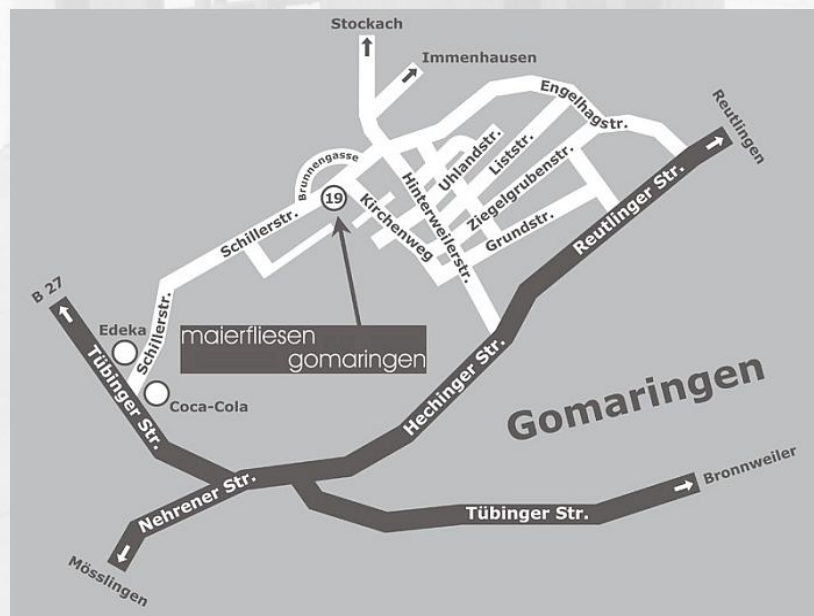 Stockach
Immenhausen
Engelhagstr.
Reutlingen
Brunnengasse
Uhlandstr.
Liststr.
Ziegelgrubenstr.
Hinterweilerstr.
19
Kirchenweg
Schillerstr.
Grundstr.
Reutlinger Str.
B 27
Edeka
Schillerstr.
maierfliesen
gomaringen
Tübinger Str.
Coca-Cola
Hechinger Str.
Gomaringen
Bronnweiler
Nehrener Str.
Tübinger Str.
Mösslingen